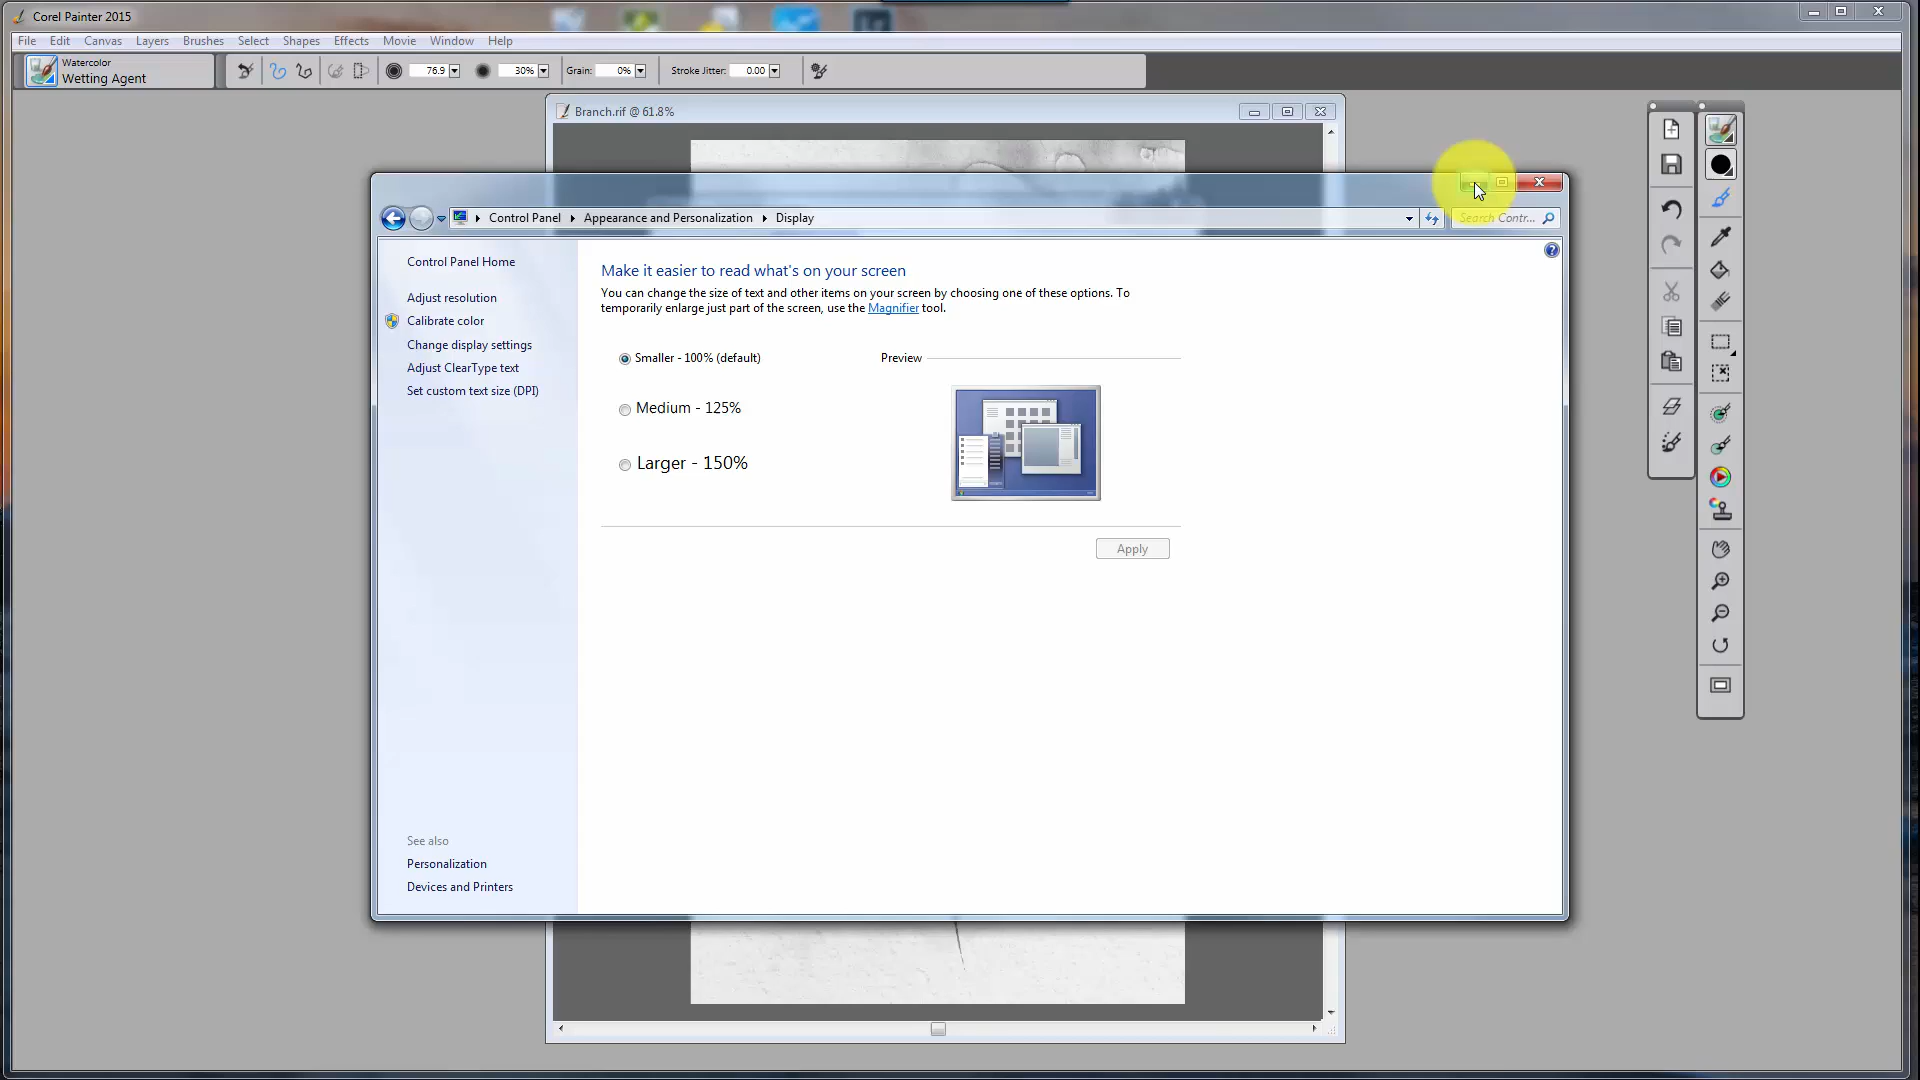 Corel Painter 2015
File Edit Canvas Layers Brushes Select Shapes Effects Movie Window Help
Watercolor
Wetting Agent
76.9 30% Grain: 0% Stroke Jitter: 0.00
Branch.rif @ 61.8%
Control Panel Appearance and Personalization Display Search Contr...
Control Panel Home
Adjust resolution
Calibrate color
Change display settings
Adjust ClearType text
Set custom text size (DPI)
Make it easier to read what's on your screen
You can change the size of text and other items on your screen by choosing one of these options. To
temporarily enlarge just part of the screen, use the Magnifier tool.
Smaller - 100% (default)
Preview
Medium - 125%
Larger - 150%
Apply
See also
Personalization
Devices and Printers